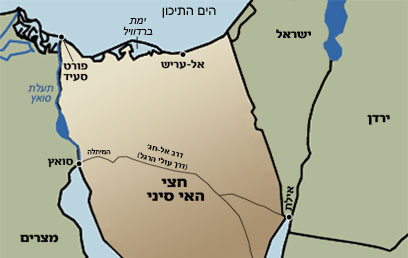 הים התיכון
ימת
ברדוויל
ישראל
פורט
סעיד
אל-עריש
תעלת
סואץ
ירדן
המיתלה
דרב אל-חג'
(דרך עולי הרגל)
סואץ
חצי
האי סיני
אילת
מצרים